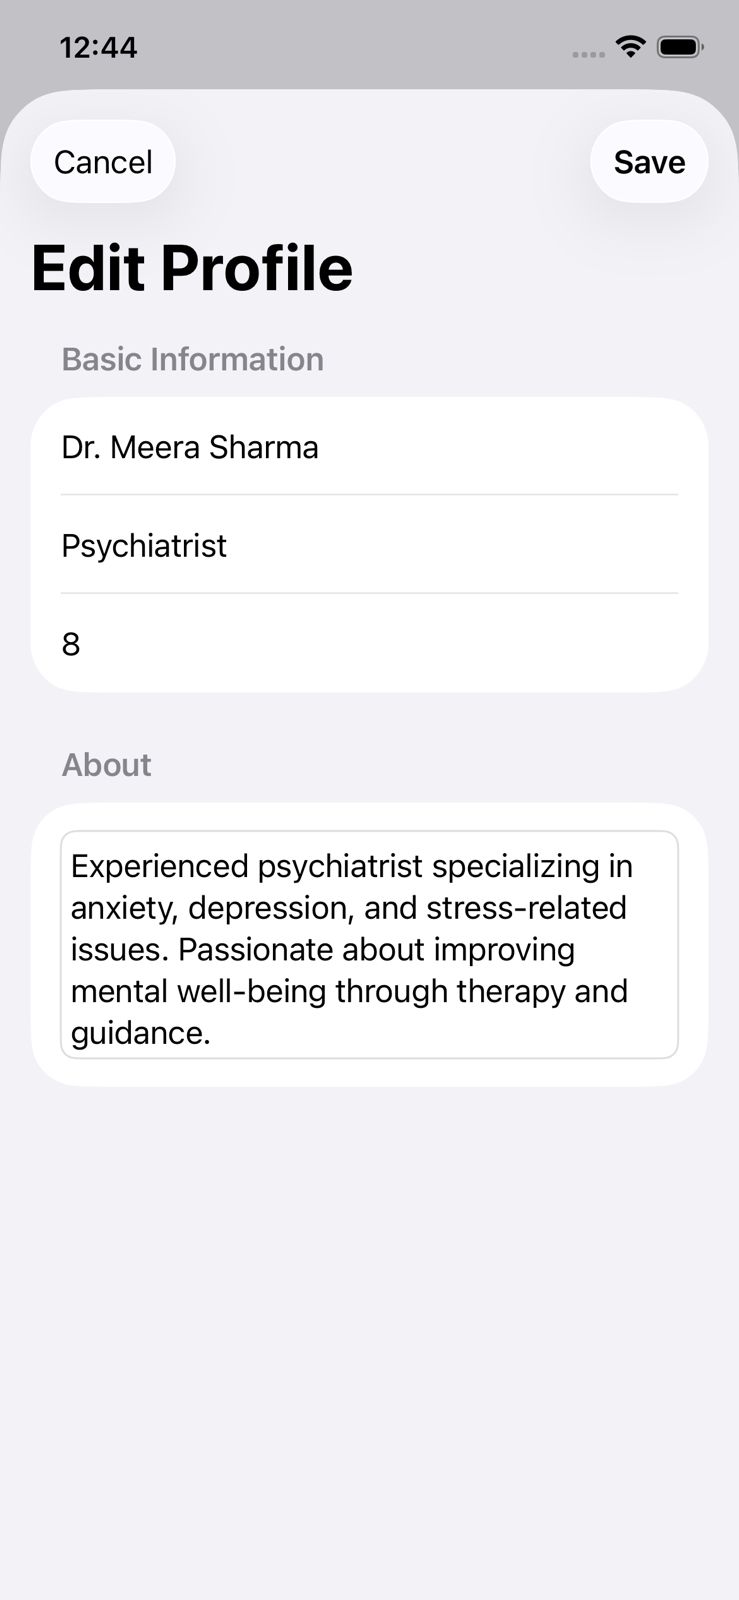 12:44
Cancel
Save
Edit Profile
Basic Information
Dr. Meera Sharma
Psychiatrist
8
About
Experienced psychiatrist specializing in
anxiety, depression, and stress-related
issues. Passionate about improving
mental well-being through therapy and
guidance.